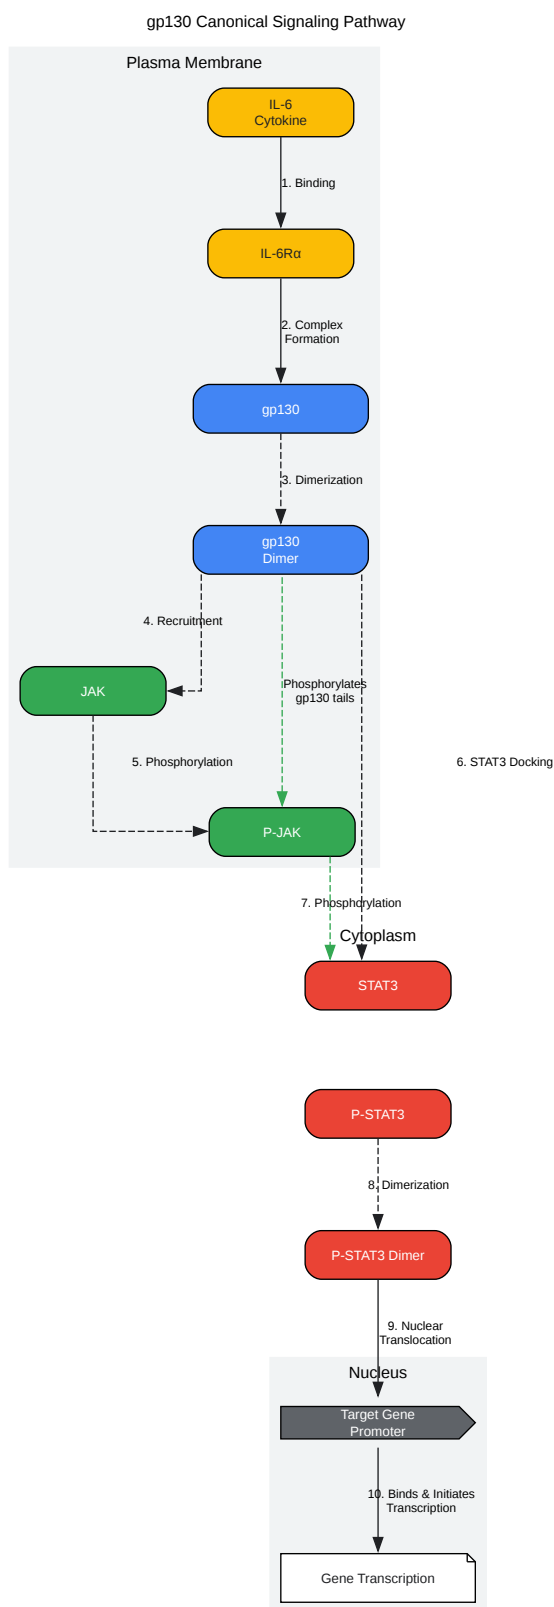 gp130 Canonical Signaling Pathway
Plasma Membrane
IL-6
Cytokine
1. Binding
IL-6Rα
2. Complex
Formation
gp130
3. Dimerization
gp130
Dimer
4. Recruitment
Phosphorylates
gp130 tails
JAK
5. Phosphorylation
6. STAT3 Docking
P-JAK
7. Phosphorylation
Cytoplasm
STAT3
P-STAT3
8. Dimerization
P-STAT3 Dimer
9. Nuclear
Translocation
Nucleus
Target Gene
Promoter
10. Binds & Initiates
Transcription
Gene Transcription